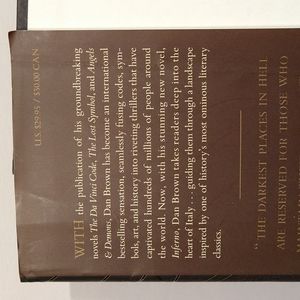 U.S. $29.95 / $30.00 CAN
WITH the publication of his groundbreaking
novels The Da Vinci Code, The Lost Symbol, and Angels
& Demons, Dan Brown has become an international
bestselling sensation, seamlessly fusing codes, sym-
bols, art, and history into riveting thrillers that have
captivated hundreds of millions of people around
the world. Now, with his stunning new novel,
Inferno, Dan Brown takes readers deep into the
heart of Italy . . . guiding them through a landscape
inspired by one of history's most ominous literary
classics.
"THE DARKEST PLACES IN HELL
ARE RESERVED FOR THOSE WHO